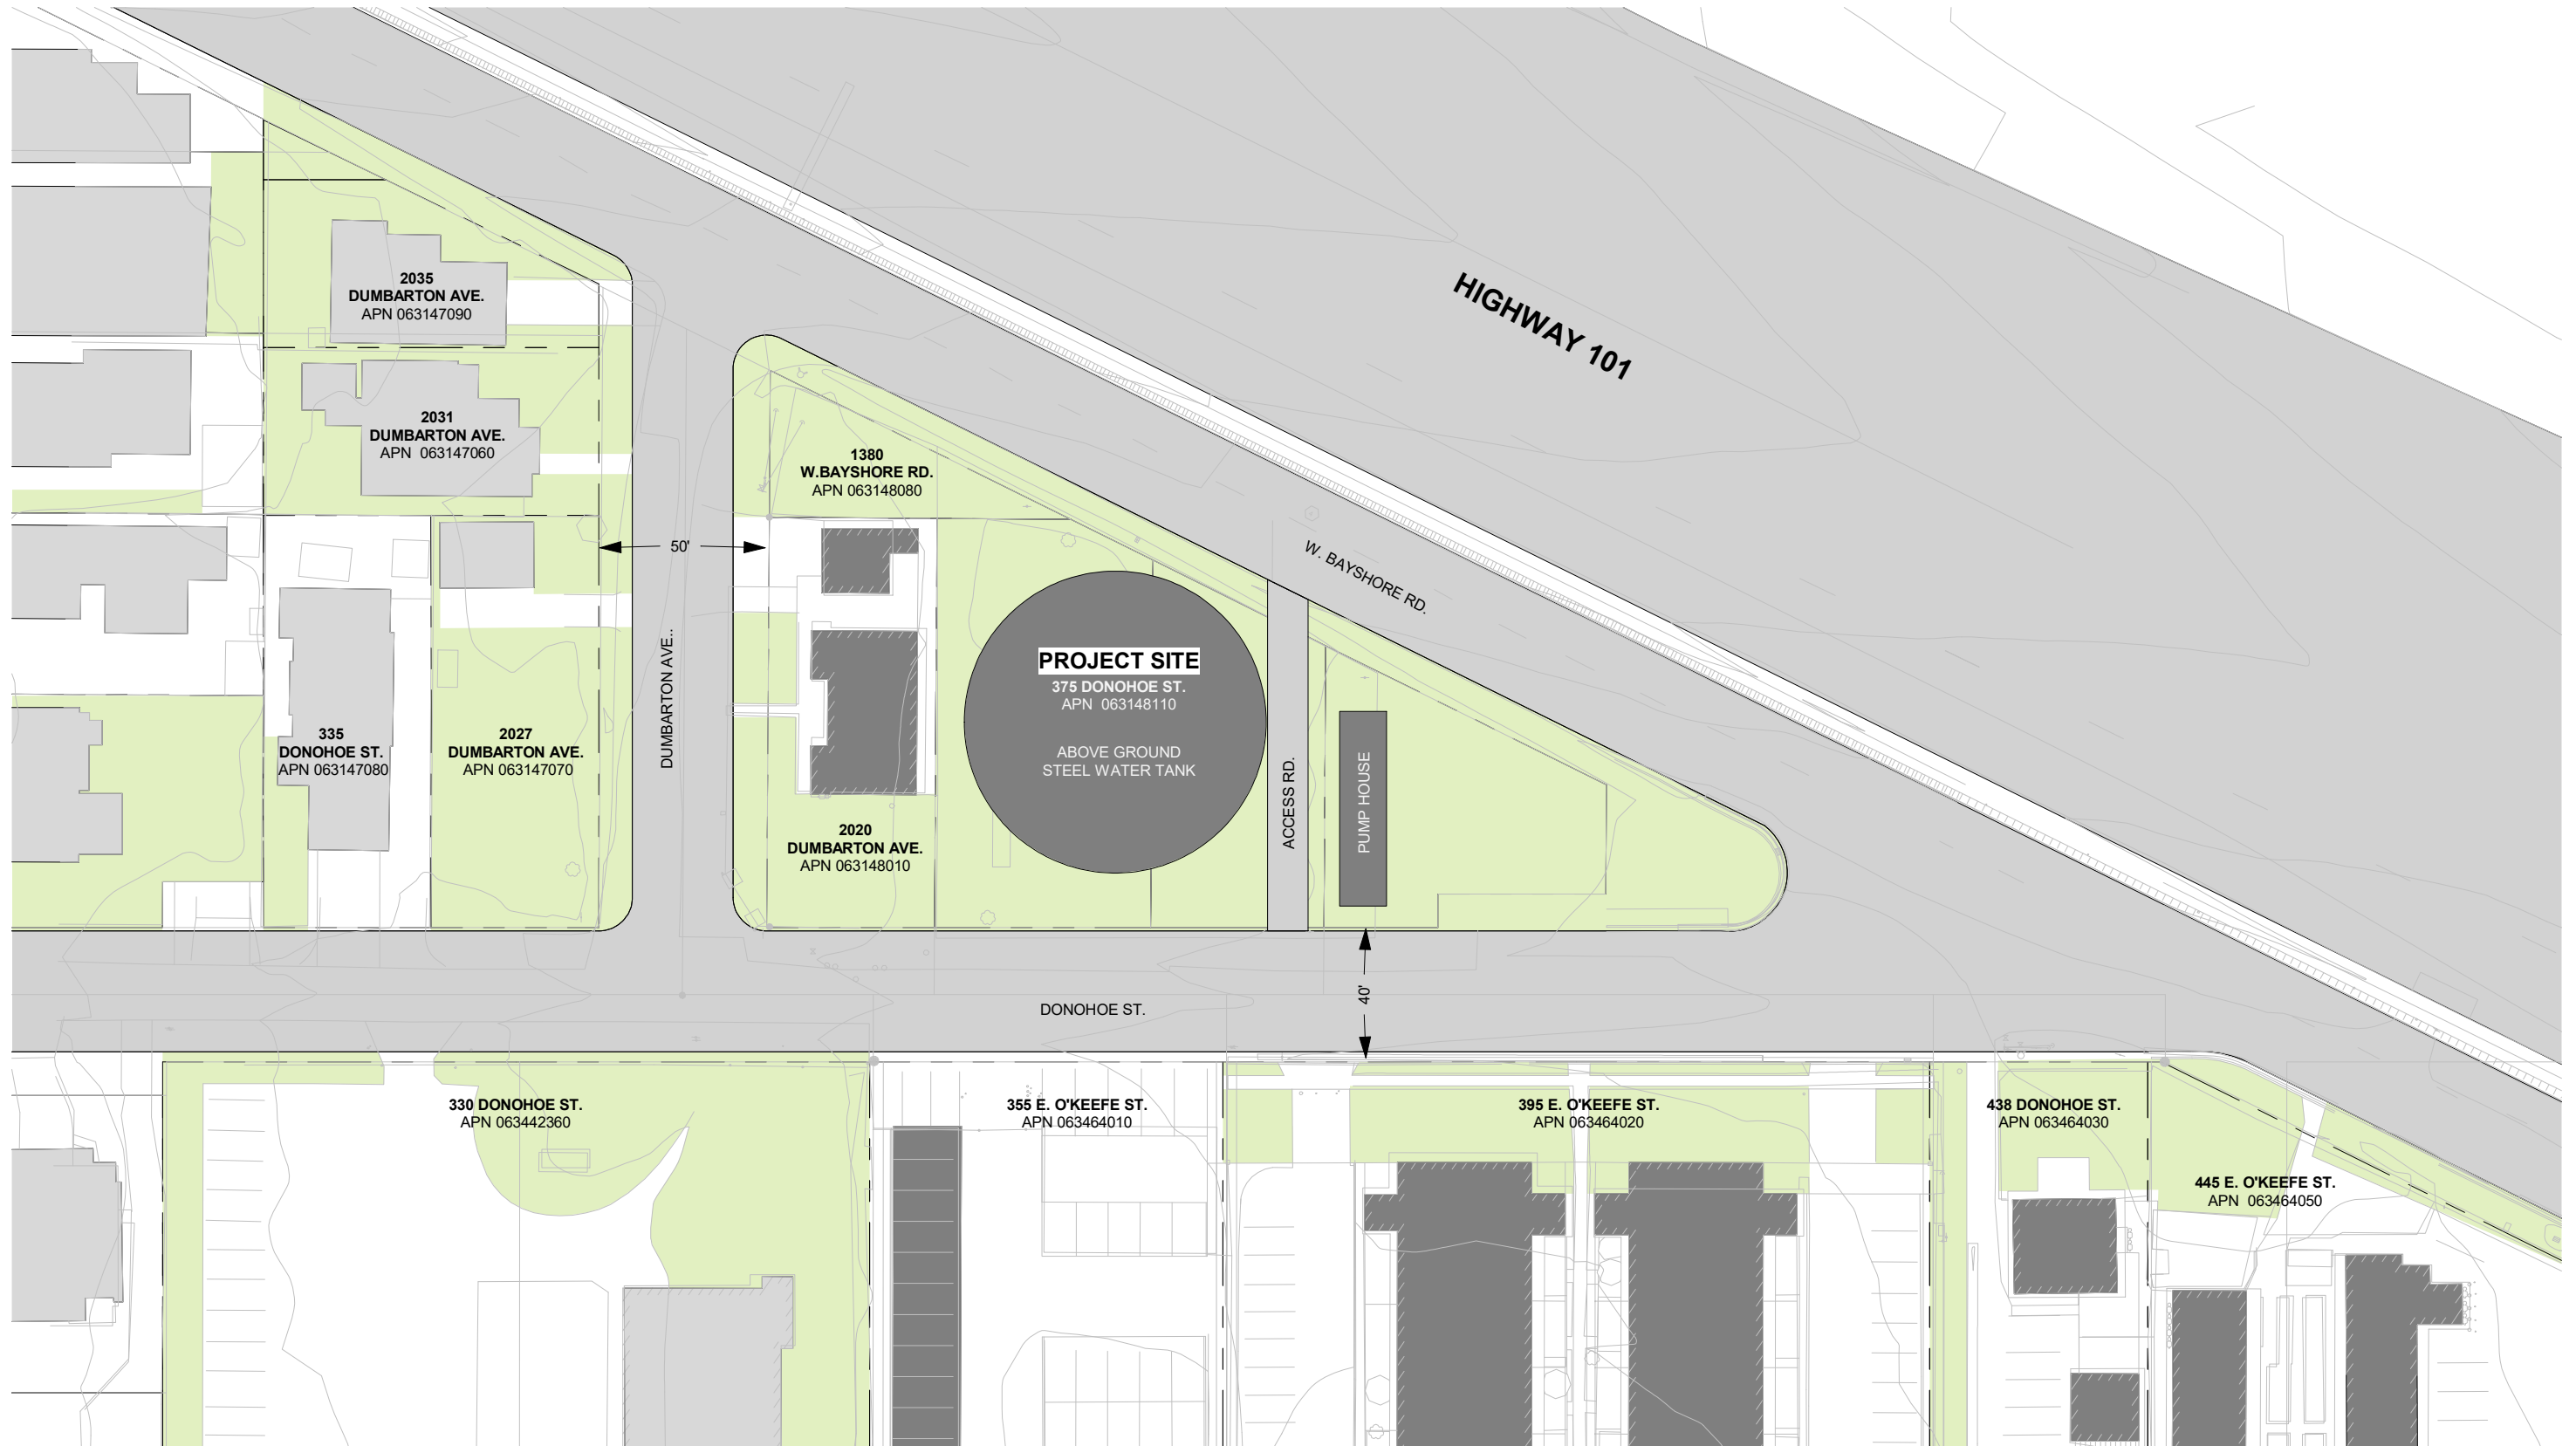 HIGHWAY 101
2035
DUMBARTON AVE.
APN 063147090
2031
DUMBARTON AVE.
APN 063147060
1380
W.BAYSHORE RD.
APN 063148080
50'
W. BAYSHORE RD.
PROJECT SITE
375 DONOHOE ST.
APN 063148110
ABOVE GROUND
STEEL WATER TANK
DUMBARTON AVE..
335
DONOHOE ST.
APN 063147080
2027
DUMBARTON AVE.
APN 063147070
ACCESS RD.
PUMP HOUSE
2020
DUMBARTON AVE.
APN 063148010
40'
DONOHOE ST.
330 DONOHOE ST.
APN 063442360
355 E. O'KEEFE ST.
APN 063464010
395 E. O'KEEFE ST.
APN 063464020
438 DONOHOE ST.
APN 063464030
445 E. O'KEEFE ST.
APN 063464050